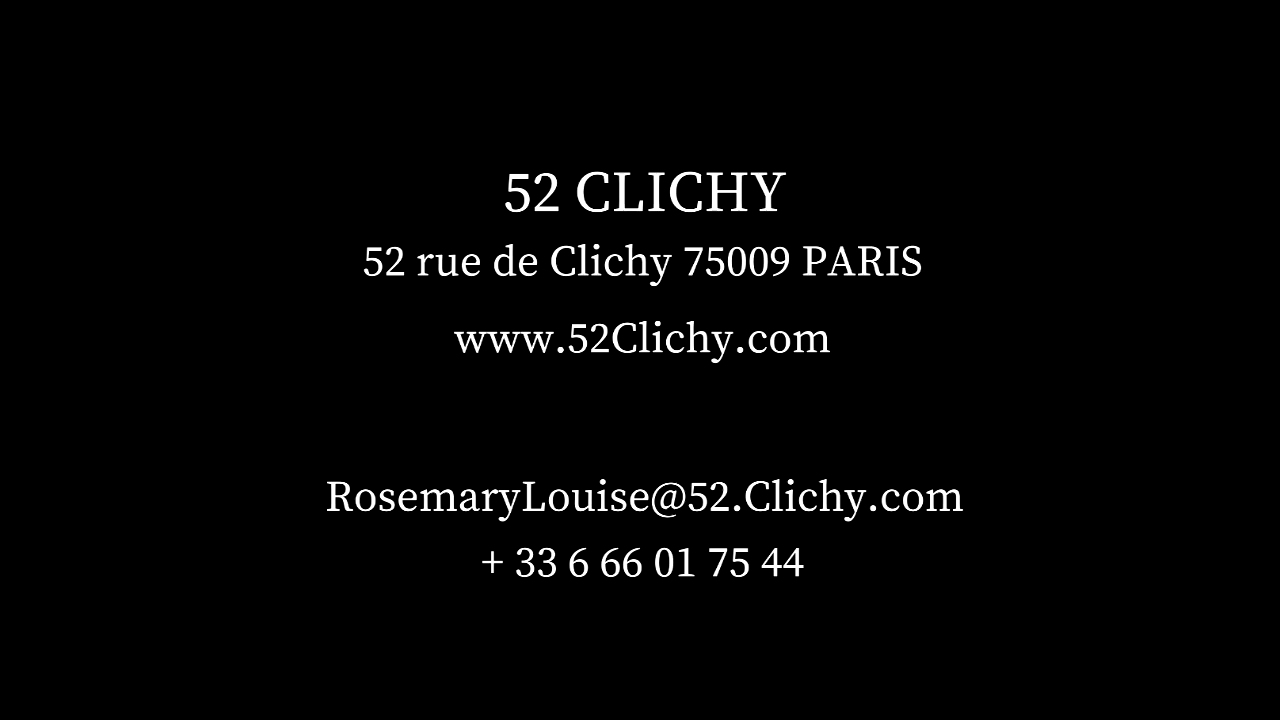 52 CLICHY
52 rue de Clichy 75009 PARIS
www.52Clichy.com
RosemaryLouise@52.Clichy.com
+ 33 6 66 01 75 44